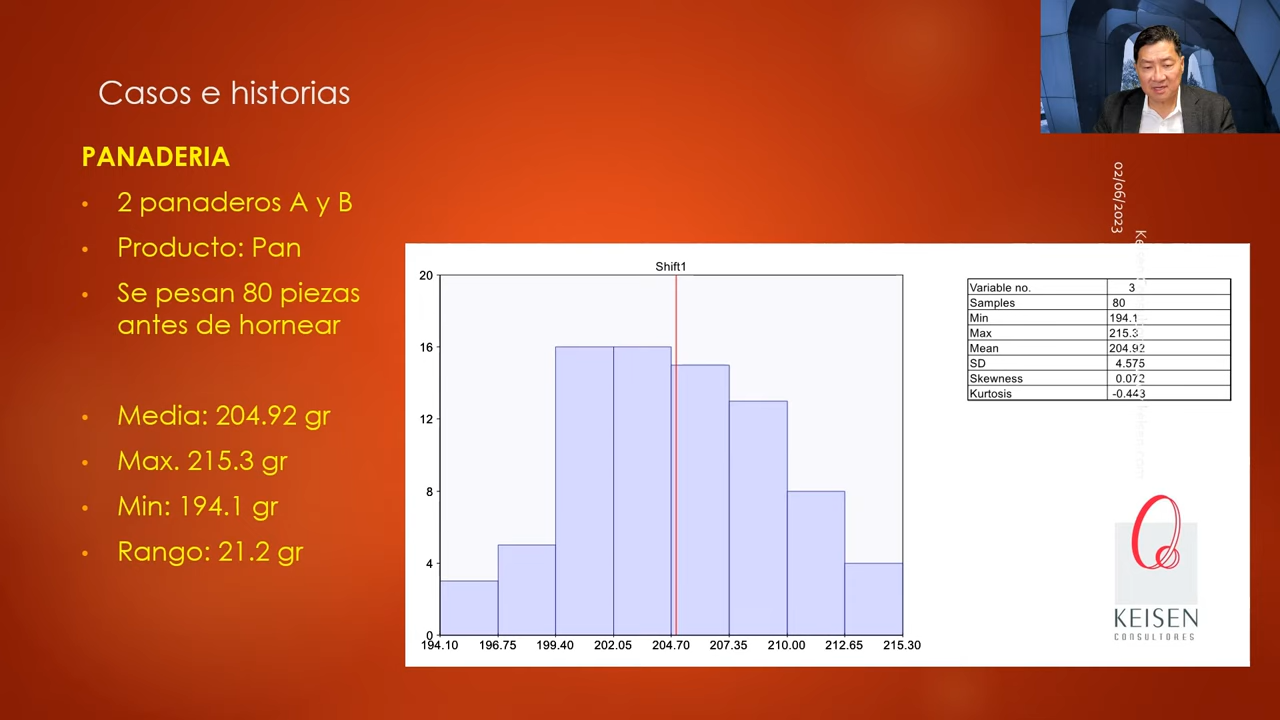 Casos e historias
PANADERIA
• 2 panaderos A y B
• Producto: Pan
• Se pesan 80 piezas
antes de hornear
• Media: 204.92 gr
• Max. 215.3 gr
• Min: 194.1 gr
• Rango: 21.2 gr
02/06/2023
Shift1
20
16
12
8
4
0
194.10 196.75 199.40 202.05 204.70 207.35 210.00 212.65 215.30
Variable no. 3
Samples 80
Min 194.1
Max 215.3
Mean 204.92
SD 4.575
Skewness 0.072
Kurtosis -0.443
KEISEN
CONSULTORES